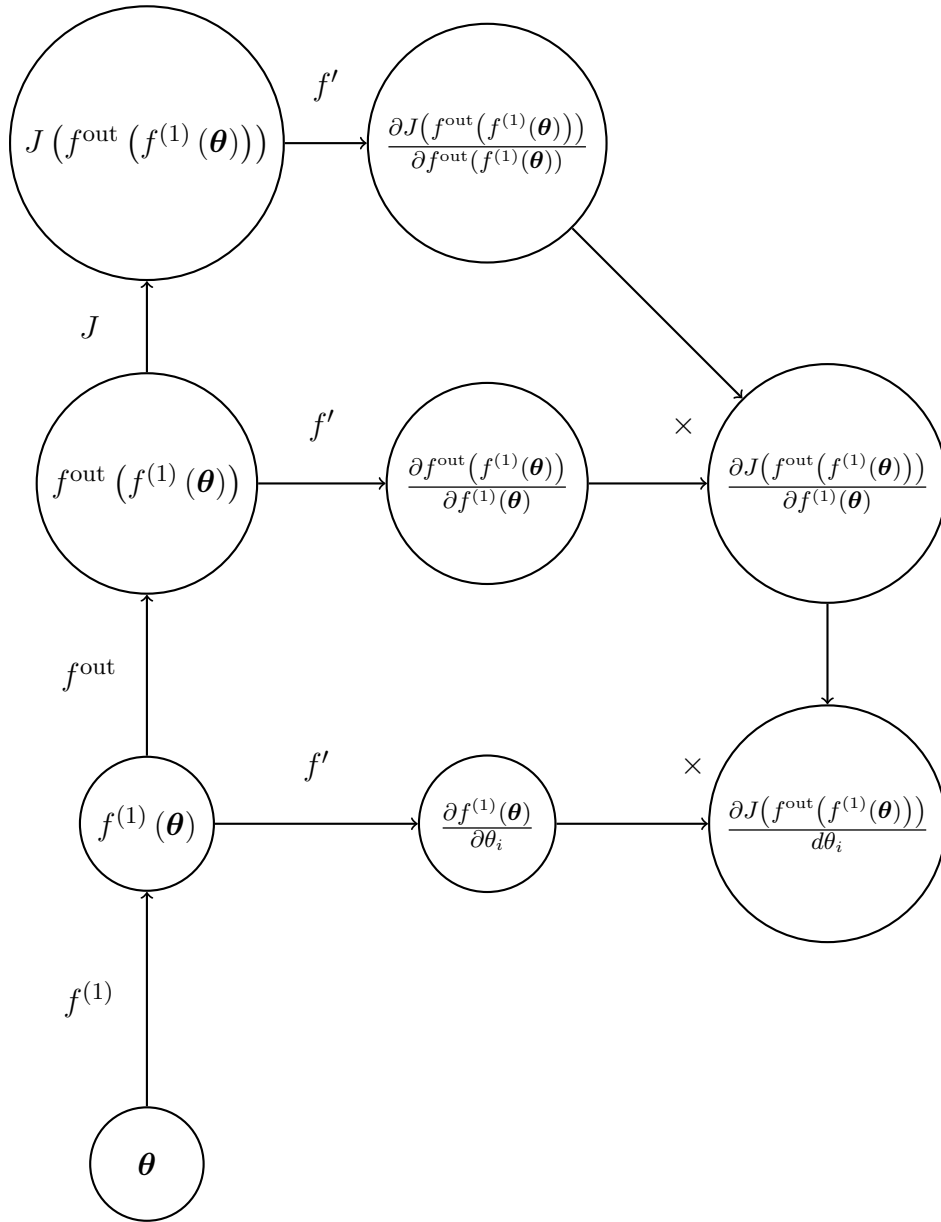 f′
J(f^out(f^(1)(θ)))
∂J(f^out(f^(1)(θ))) / ∂f^out(f^(1)(θ))
J
f′
×
f^out(f^(1)(θ))
∂f^out(f^(1)(θ)) / ∂f^(1)(θ)
∂J(f^out(f^(1)(θ))) / ∂f^(1)(θ)
f^out
f′
×
f^(1)(θ)
∂f^(1)(θ) / ∂θ_i
∂J(f^out(f^(1)(θ))) / dθ_i
f^(1)
θ